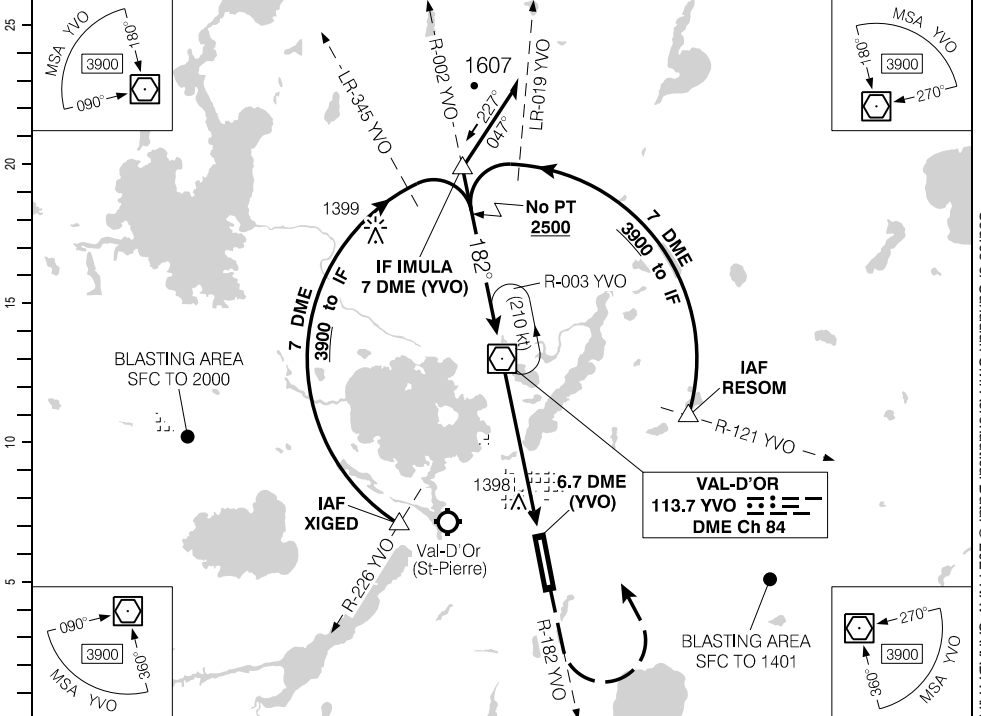 25
20
15
10
5
MSA YVO
180°
3900
090°
MSA YVO
180°
3900
270°
R-002 YVO
1607
LR-345 YVO
LR-019 YVO
227°
047°
1399
No PT
2500
IF IMULA
7 DME (YVO)
182°
7 DME
3900 to IF
7 DME
3900 to IF
R-003 YVO
(210 kt)
BLASTING AREA
SFC TO 2000
IAF
RESOM
R-121 YVO
1398
6.7 DME
(YVO)
VAL-D'OR
113.7 YVO
DME Ch 84
IAF
XIGED
Val-D'Or
(St-Pierre)
R-226 YVO
R-182 YVO
BLASTING AREA
SFC TO 1401
090°
3900
360°
MSA YVO
270°
3900
360°
MSA YVO